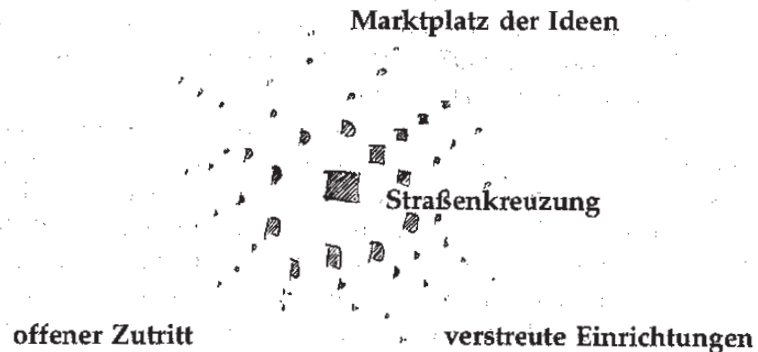 Marktplatz der Ideen
Straßenkreuzung
offener Zutritt
verstreute Einrichtungen